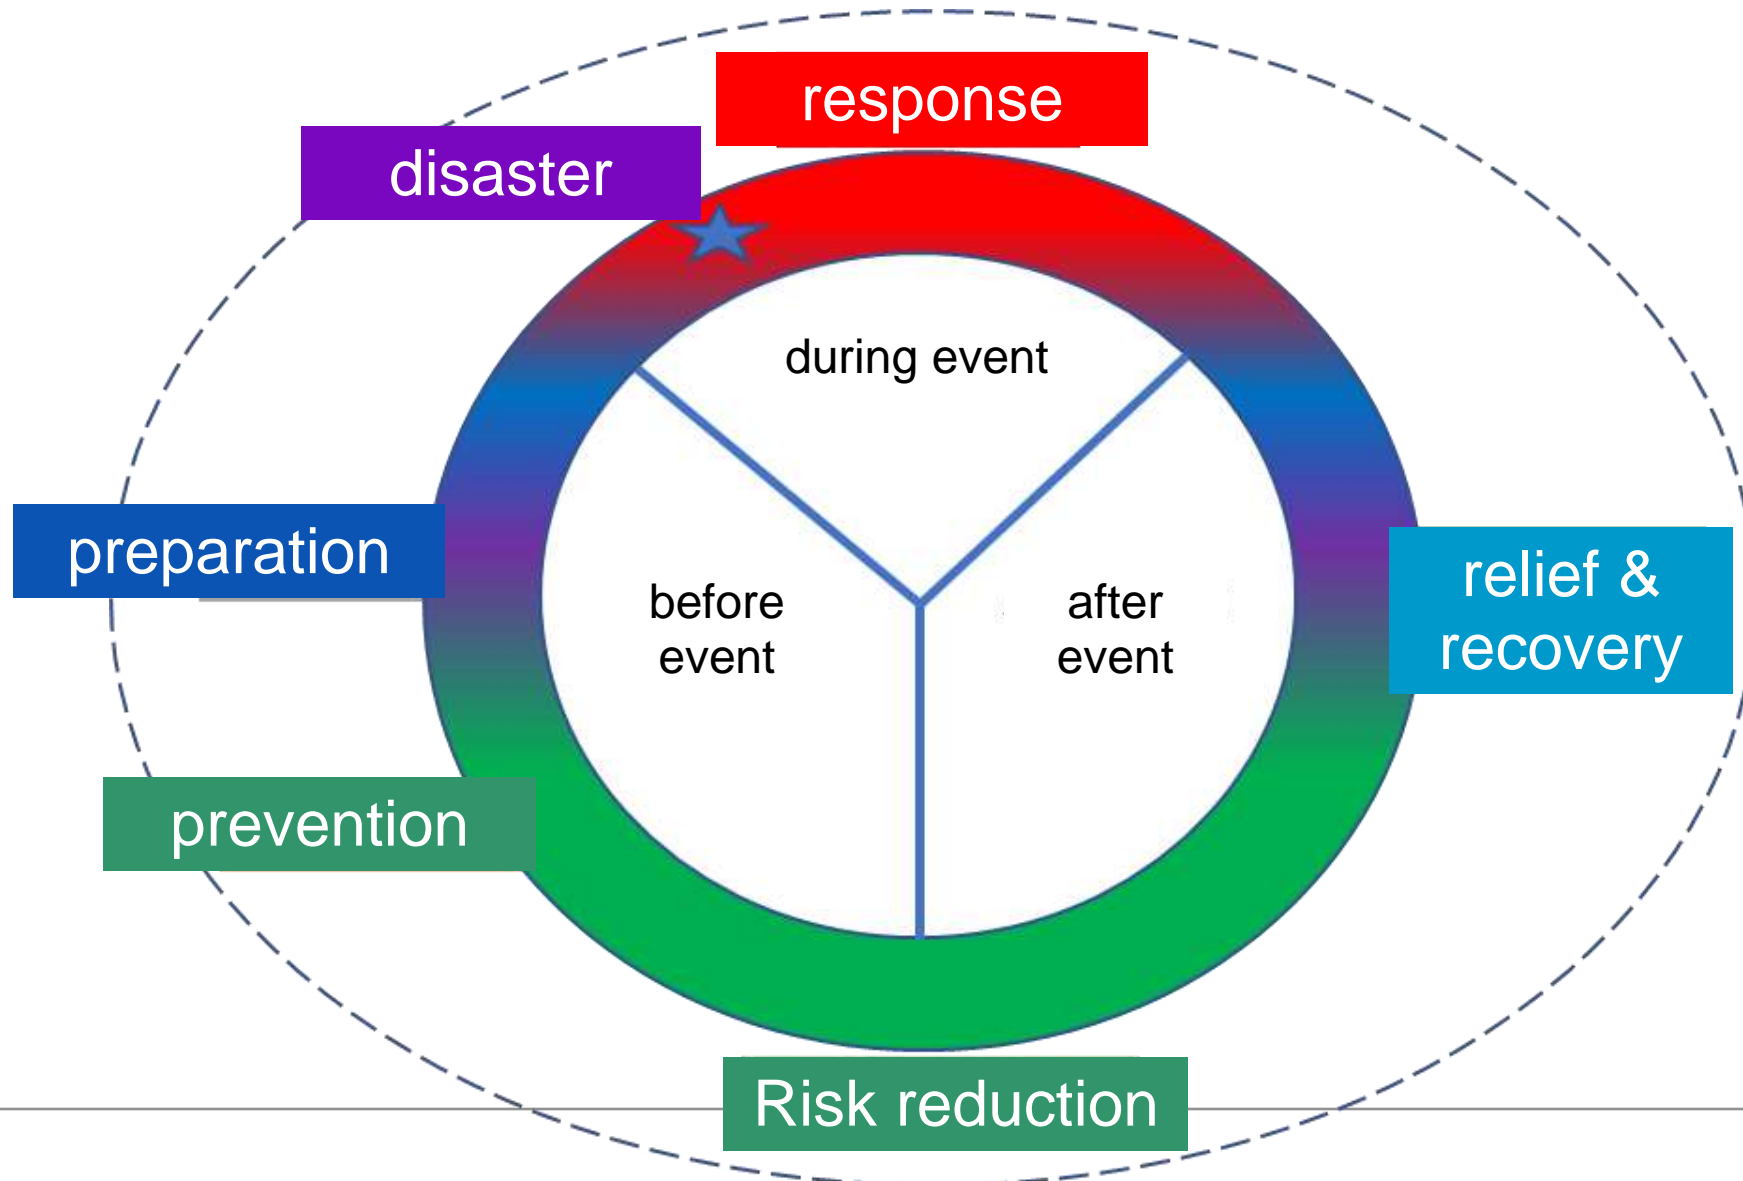 response
disaster
during event
preparation
before
event
after
event
relief &
recovery
prevention
Risk reduction